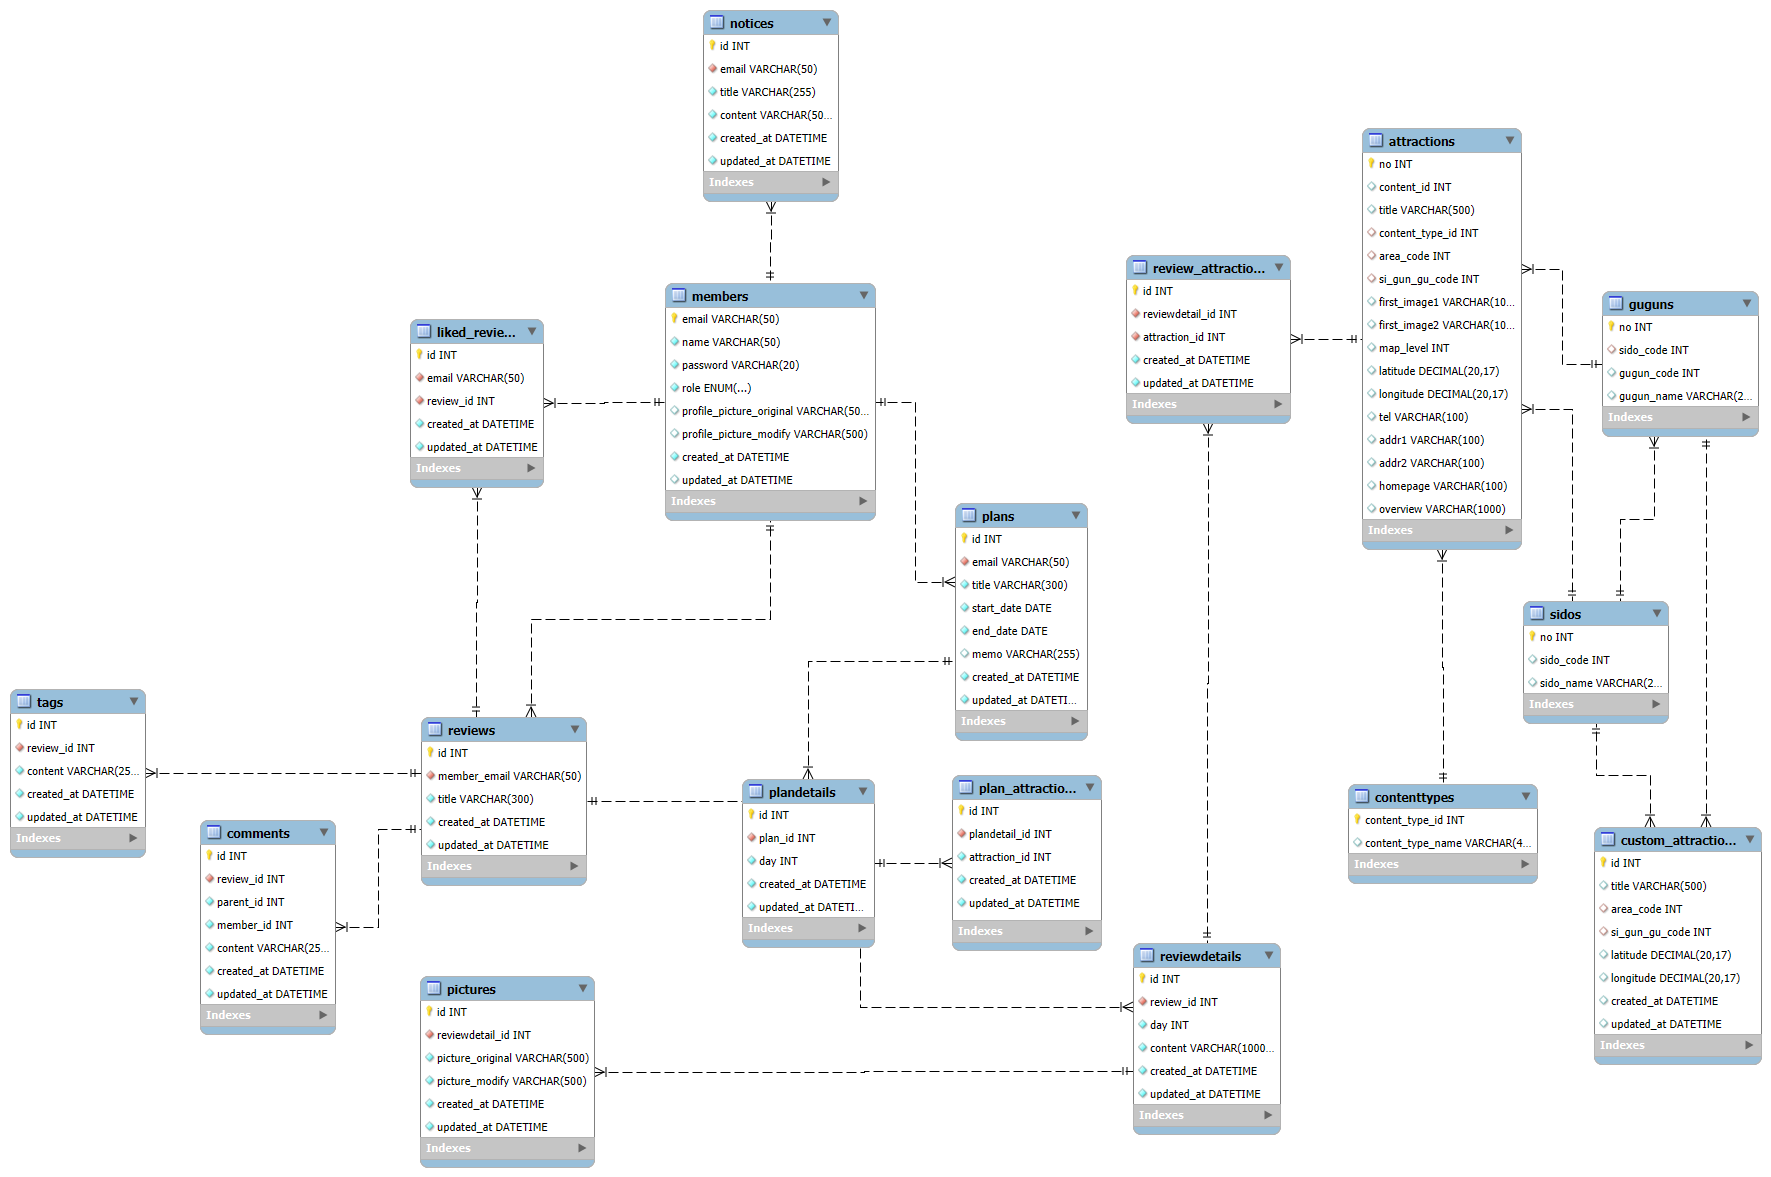 notices
id INT
email VARCHAR(50)
title VARCHAR(255)
content VARCHAR(50...
created_at DATETIME
updated_at DATETIME
Indexes
members
email VARCHAR(50)
name VARCHAR(50)
password VARCHAR(20)
role ENUM(...)
profile_picture_original VARCHAR(50...
profile_picture_modify VARCHAR(500)
created_at DATETIME
updated_at DATETIME
Indexes
liked_revie...
id INT
email VARCHAR(50)
review_id INT
created_at DATETIME
updated_at DATETIME
Indexes
plans
id INT
email VARCHAR(50)
title VARCHAR(300)
start_date DATE
end_date DATE
memo VARCHAR(255)
created_at DATETIME
updated_at DATETI...
Indexes
tags
id INT
review_id INT
content VARCHAR(25...
created_at DATETIME
updated_at DATETIME
Indexes
comments
id INT
review_id INT
parent_id INT
member_id INT
content VARCHAR(25...
created_at DATETIME
updated_at DATETIME
Indexes
reviews
id INT
member_email VARCHAR(50)
title VARCHAR(300)
created_at DATETIME
updated_at DATETIME
Indexes
plandetails
id INT
plan_id INT
day INT
created_at DATETIME
updated_at DATETI...
Indexes
plan_attractio...
id INT
plandetail_id INT
attraction_id INT
created_at DATETIME
updated_at DATETIME
Indexes
pictures
id INT
reviewdetail_id INT
picture_original VARCHAR(500)
picture_modify VARCHAR(500)
created_at DATETIME
updated_at DATETIME
Indexes
reviewdetails
id INT
review_id INT
day INT
content VARCHAR(1000...
created_at DATETIME
updated_at DATETIME
Indexes
review_attractio...
id INT
reviewdetail_id INT
attraction_id INT
created_at DATETIME
updated_at DATETIME
Indexes
attractions
no INT
content_id INT
title VARCHAR(500)
content_type_id INT
area_code INT
si_gun_gu_code INT
first_image1 VARCHAR(10...
first_image2 VARCHAR(10...
map_level INT
latitude DECIMAL(20,17)
longitude DECIMAL(20,17)
tel VARCHAR(100)
addr1 VARCHAR(100)
addr2 VARCHAR(100)
homepage VARCHAR(100)
overview VARCHAR(1000)
Indexes
guguns
no INT
sido_code INT
gugun_code INT
gugun_name VARCHAR(2...
Indexes
sidos
no INT
sido_code INT
sido_name VARCHAR(2...
Indexes
contenttypes
content_type_id INT
content_type_name VARCHAR(4...
Indexes
custom_attractio...
id INT
title VARCHAR(500)
area_code INT
si_gun_gu_code INT
latitude DECIMAL(20,17)
longitude DECIMAL(20,17)
created_at DATETIME
updated_at DATETIME
Indexes